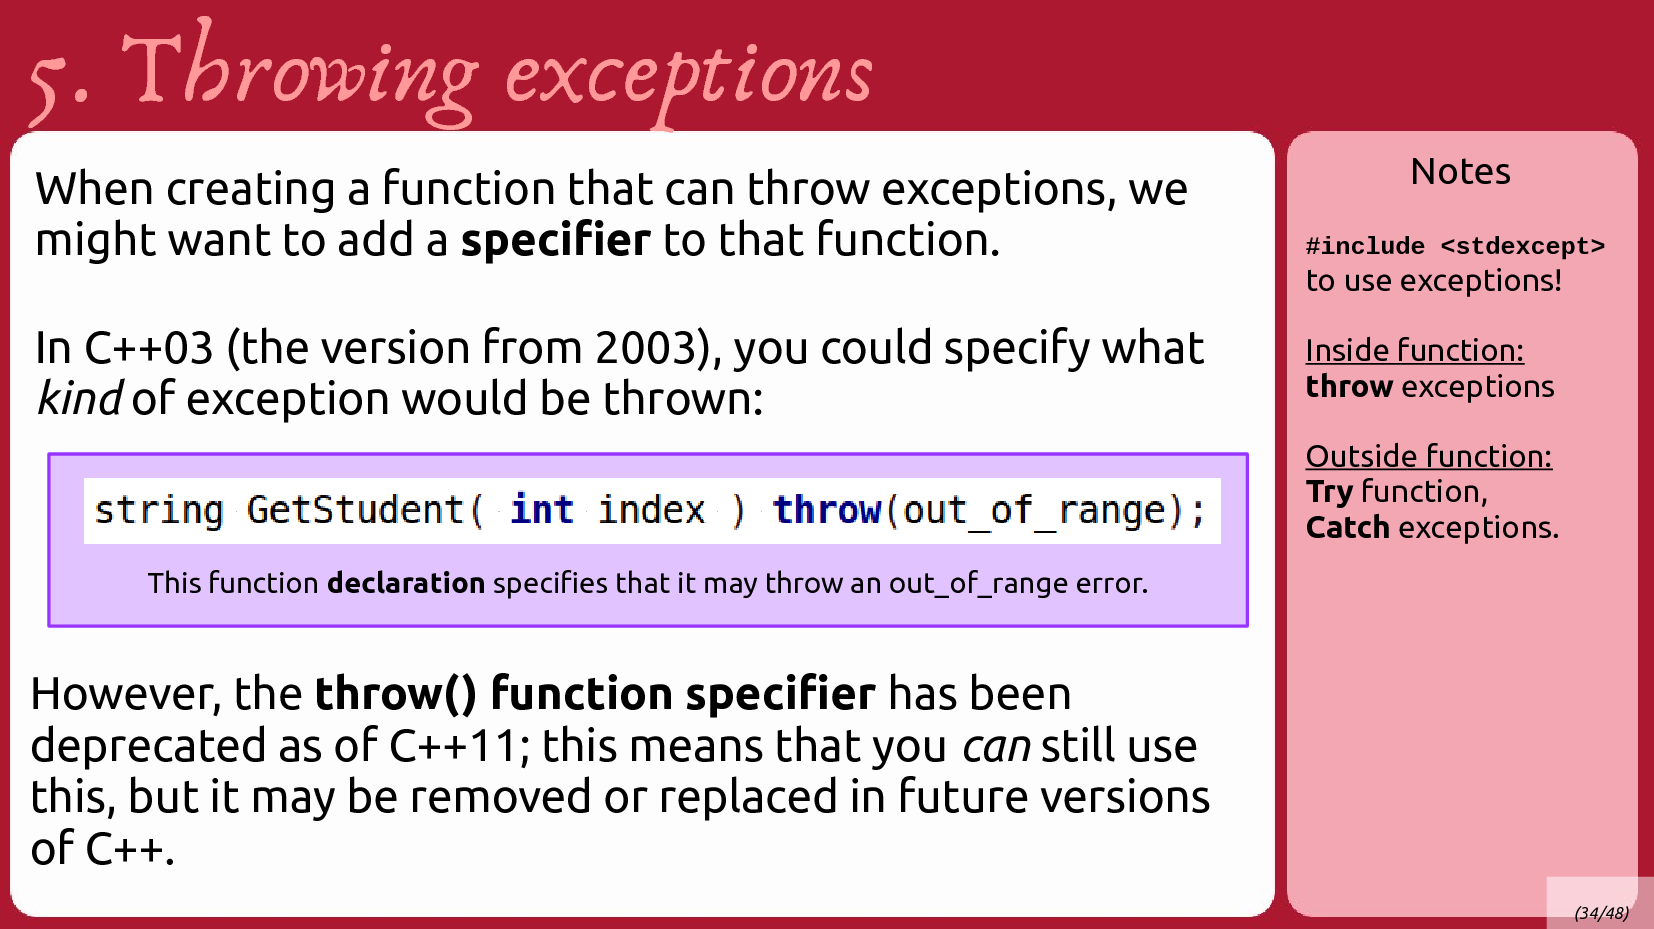 5. Throwing exceptions
When creating a function that can throw exceptions, we
might want to add a specifier to that function.
In C++03 (the version from 2003), you could specify what
kind of exception would be thrown:
string GetStudent( int index ) throw(out_of_range);
This function declaration specifies that it may throw an out_of_range error.
However, the throw() function specifier has been
deprecated as of C++11; this means that you can still use
this, but it may be removed or replaced in future versions
of C++.
Notes
#include <stdexcept>
to use exceptions!
Inside function:
throw exceptions
Outside function:
Try function,
Catch exceptions.
(34/48)